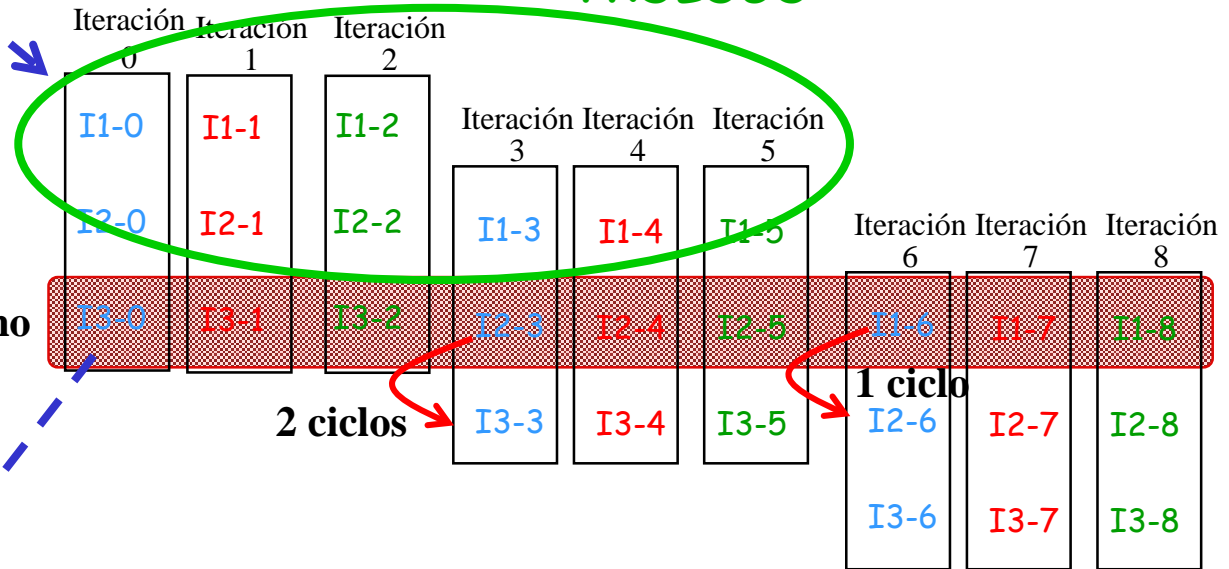 Iteración Iteración Iteración
0 1 2
I1-0 I1-1 I1-2
Iteración Iteración Iteración
3 4 5
I2-0 I2-1 I2-2 I1-3 I1-4 I1-5
Iteración Iteración Iteración
6 7 8
I3-0 I3-1 I3-2 I2-3 I2-4 I2-5 I1-6 I1-7 I1-8
1 ciclo
2 ciclos I3-3 I3-4 I3-5 I2-6 I2-7 I2-8
I3-6 I3-7 I3-8